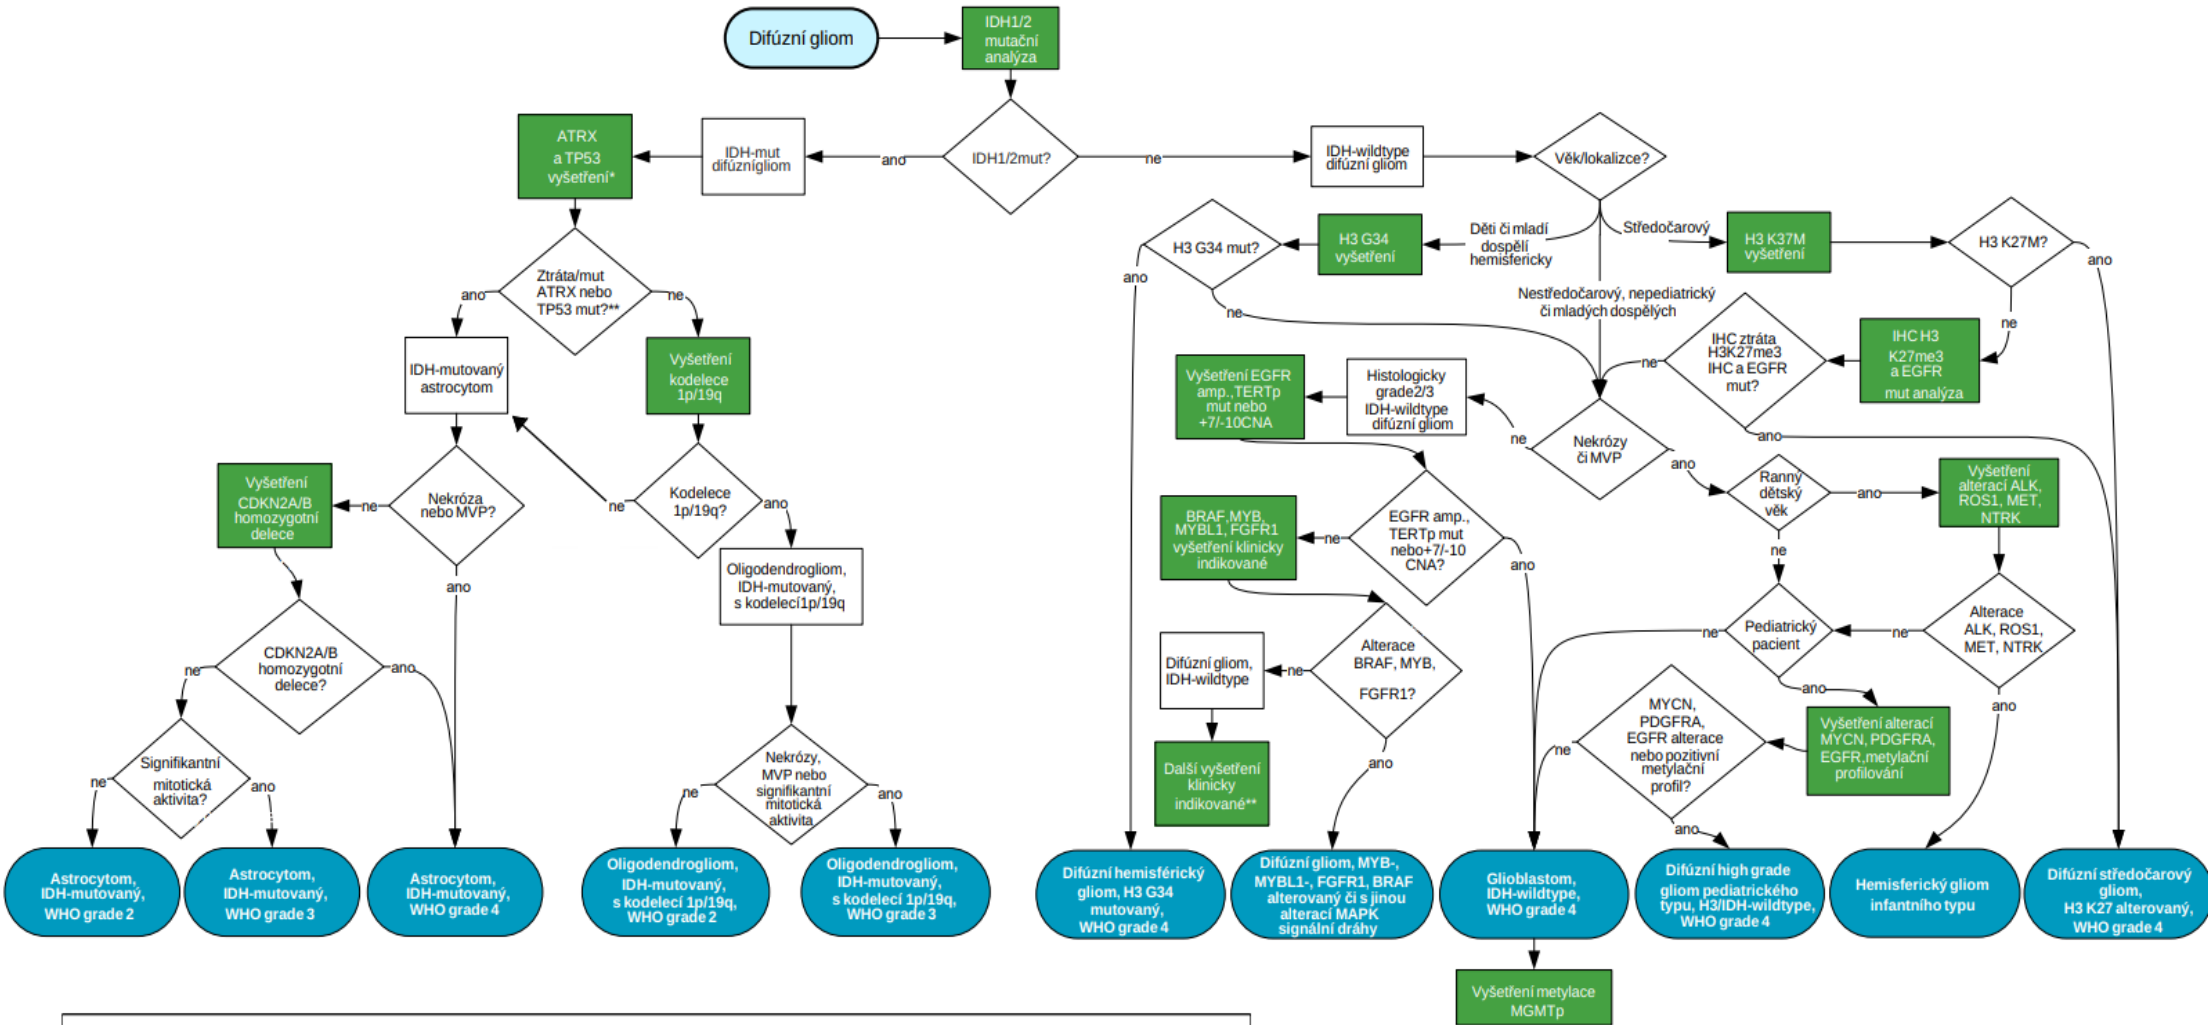 Difúzní gliom
IDH1/2
mutační
analýza
IDH1/2mut?
ano
ne
IDH-mut
difúznígliom
ATRX
a TP53
vyšetření*
IDH-wildtype
difúzní gliom
Věk/lokalizce?
Ztráta/mut
ATRX nebo
TP53 mut?**
ano
ne
IDH-mutovaný
astrocytom
Vyšetření
kodelece
1p/19q
Nekróza
nebo MVP?
ne
ano
Vyšetření
CDKN2A/B
homozygotní
delece
Kodelece
1p/19q?
ne
ano
Oligodendrogliom,
IDH-mutovaný,
s kodelecí1p/19q
CDKN2A/B
homozygotní
delece?
ne
ano
Signifikantní
mitotická
aktivita?
ne
ano
Nekrózy,
MVP nebo
signifikantní
mitotická
aktivita
ne
ano
Děti či mladí
dospělí
hemisfericky
Středočarový
Nestředočarový, nepediatrický
či mladých dospělých
H3 G34
vyšetření
H3 G34 mut?
ano
ne
H3 K37M
vyšetření
H3 K27M?
ano
ne
IHC H3
K27me3
a EGFR
mut analýza
IHC ztráta
H3K27me3
IHC a EGFR
mut?
ne
ano
Nekrózy
či MVP
ne
ano
Histologicky
grade2/3
IDH-wildtype
difúzní gliom
Vyšetření EGFR
amp.,TERTp
mut nebo
+7/-10CNA
EGFR amp.,
TERTp mut
nebo+7/-10
CNA?
ne
ano
BRAF,MYB,
MYBL1, FGFR1
vyšetření klinicky
indikované
Alterace
BRAF, MYB,
FGFR1?
ne
ano
Difúzní gliom,
IDH-wildtype
Další vyšetření
klinicky
indikované**
Ranný
dětský
věk
ano
ne
Vyšetření
alterací ALK,
ROS1, MET,
NTRK
Alterace
ALK, ROS1,
MET, NTRK
ne
ano
Pediatrický
pacient
ne
ano
Vyšetření alterací
MYCN, PDGFRA,
EGFR,metylační
profilování
MYCN,
PDGFRA,
EGFR alterace
nebo pozitivní
metylační
profil?
ne
ano
Astrocytom,
IDH-mutovaný,
WHO grade 2
Astrocytom,
IDH-mutovaný,
WHO grade 3
Astrocytom,
IDH-mutovaný,
WHO grade 4
Oligodendrogliom,
IDH-mutovaný,
s kodelecí 1p/19q,
WHO grade 2
Oligodendrogliom,
IDH-mutovaný,
s kodelecí 1p/19q,
WHO grade 3
Difúzní hemisférický
gliom, H3 G34
mutovaný,
WHO grade 4
Difúzní gliom, MYB-,
MYBL1-, FGFR1, BRAF
alterovaný či s jinou
alterací MAPK
signální dráhy
Glioblastom,
IDH-wildtype,
WHO grade 4
Difúzní high grade
gliom pediatrického
typu, H3/IDH-wildtype,
WHO grade 4
Hemisferický gliom
infantního typu
Difúzní středočarový
gliom,
H3 K27 alterovaný,
WHO grade 4
Vyšetření metylace
MGMTp